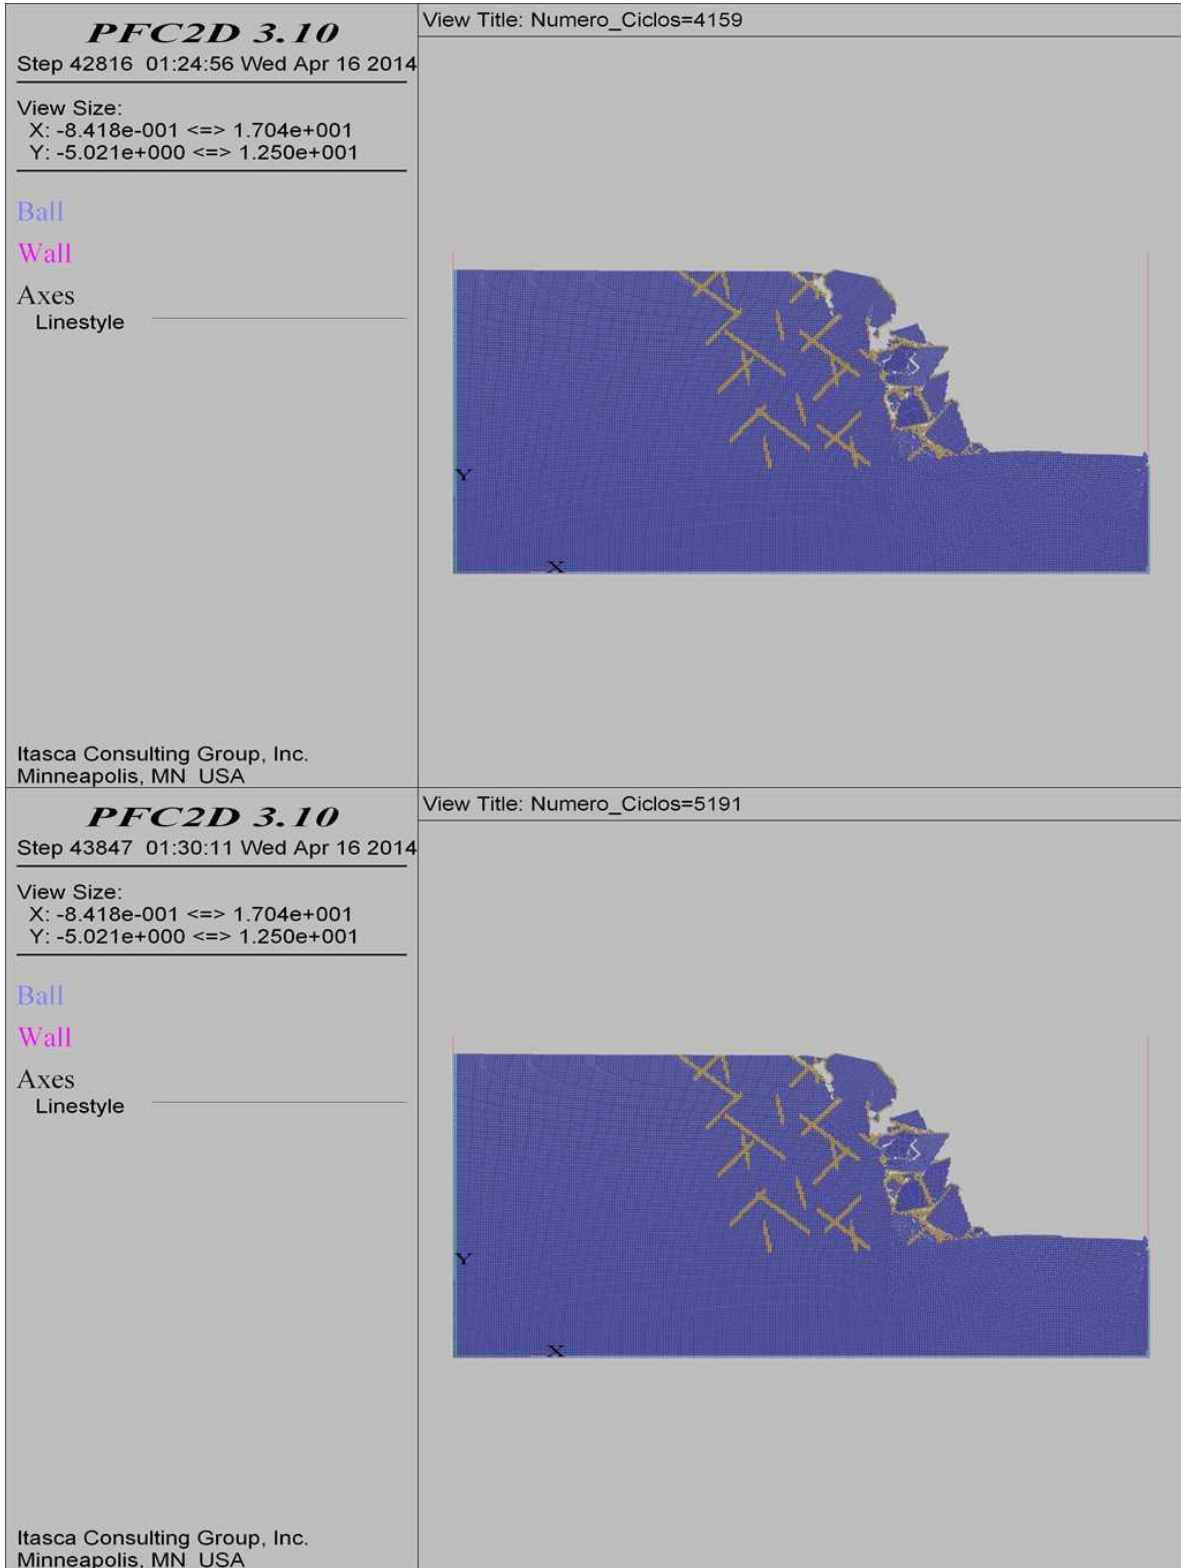 PFC2D 3.10
Step 42816 01:24:56 Wed Apr 16 2014
View Size:
X: -8.418e-001 <=> 1.704e+001
Y: -5.021e+000 <=> 1.250e+001
Ball
Wall
Axes
Linestyle
Itasca Consulting Group, Inc.
Minneapolis, MN USA
View Title: Numero_Ciclos=4159
Y
X
PFC2D 3.10
Step 43847 01:30:11 Wed Apr 16 2014
View Size:
X: -8.418e-001 <=> 1.704e+001
Y: -5.021e+000 <=> 1.250e+001
Ball
Wall
Axes
Linestyle
Itasca Consulting Group, Inc.
Minneapolis, MN USA
View Title: Numero_Ciclos=5191
Y
X